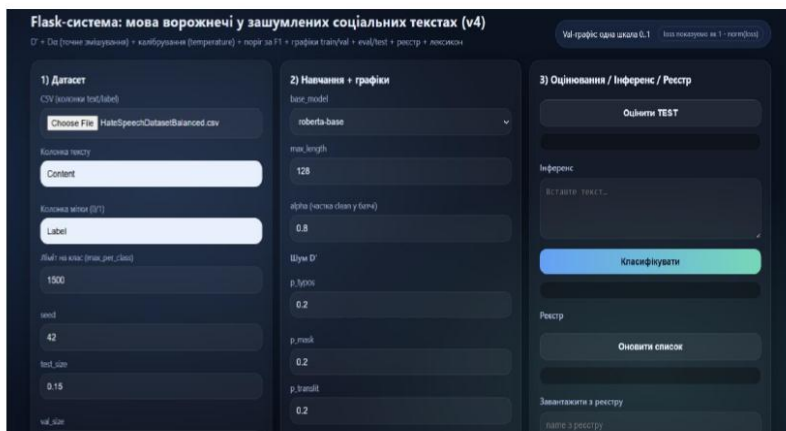 Flask-система: мова ворожнечі у зашумлених соціальних текстах (v4)
D' + Dα (точне змішування) + калібрування (temperature) + поріг за F1 + графіки train/val + eval/test + реєстр + лексикон
Val-графік: одна шкала 0..1
loss показуємо як 1 - norm(loss)
1) Датасет
CSV (колонки text/label)
Choose File HateSpeechDatasetBalanced.csv
Колонка тексту
Content
Колонка мітки (0/1)
Label
Ліміт на клас (max_per_class)
1500
seed
42
test_size
0.15
val_size
2) Навчання + графіки
base_model
roberta-base
max_length
128
alpha (частка clean у батчі)
0.8
Шум D'
p_typos
0.2
p_mask
0.2
p_translit
0.2
3) Оцінювання / Інференс / Реєстр
Оцінити TEST
Інференс
Вставте текст…
Класифікувати
Реєстр
Оновити список
Завантажити з реєстру
name з реєстру